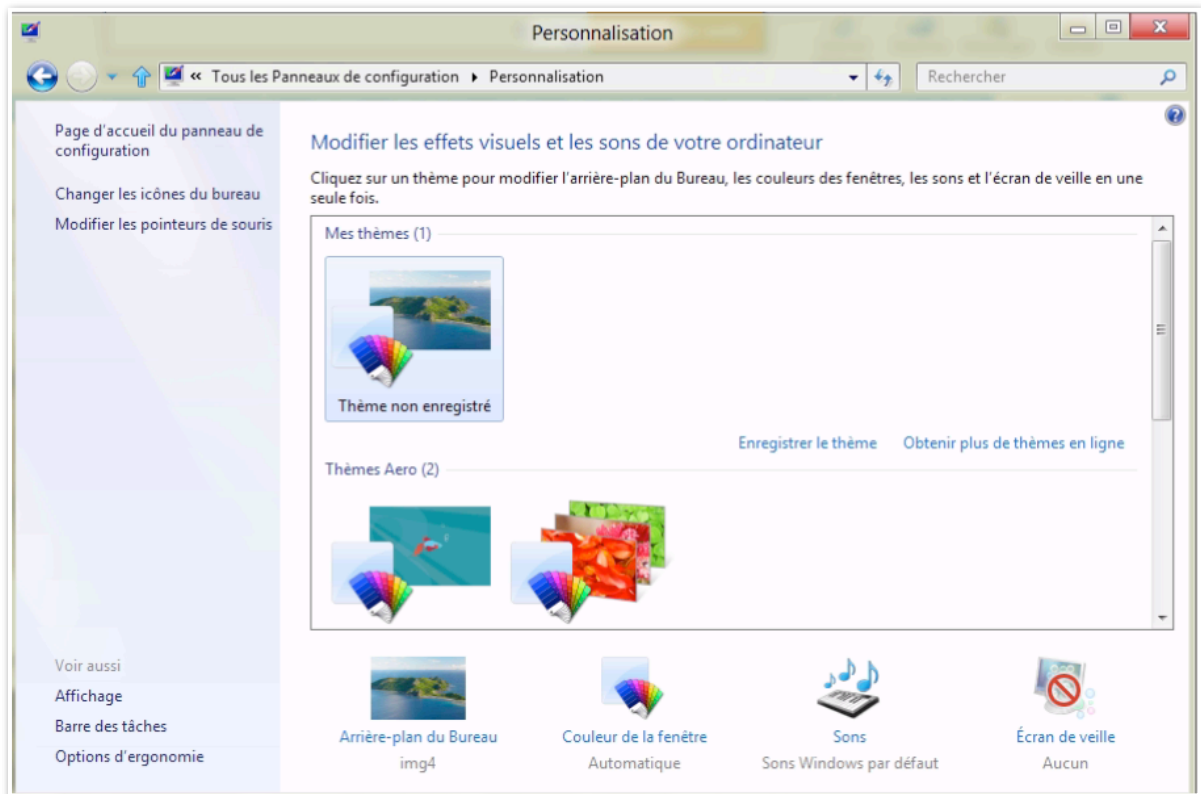 Personnalisation
« Tous les Panneaux de configuration Personnalisation
Rechercher
Page d'accueil du panneau de
configuration
Changer les icônes du bureau
Modifier les pointeurs de souris
Modifier les effets visuels et les sons de votre ordinateur
Cliquez sur un thème pour modifier l'arrière-plan du Bureau, les couleurs des fenêtres, les sons et l'écran de veille en une
seule fois.
Mes thèmes (1)
Thème non enregistré
Enregistrer le thème Obtenir plus de thèmes en ligne
Thèmes Aero (2)
Voir aussi
Affichage
Barre des tâches
Options d'ergonomie
Arrière-plan du Bureau
img4
Couleur de la fenêtre
Automatique
Sons
Sons Windows par défaut
Écran de veille
Aucun